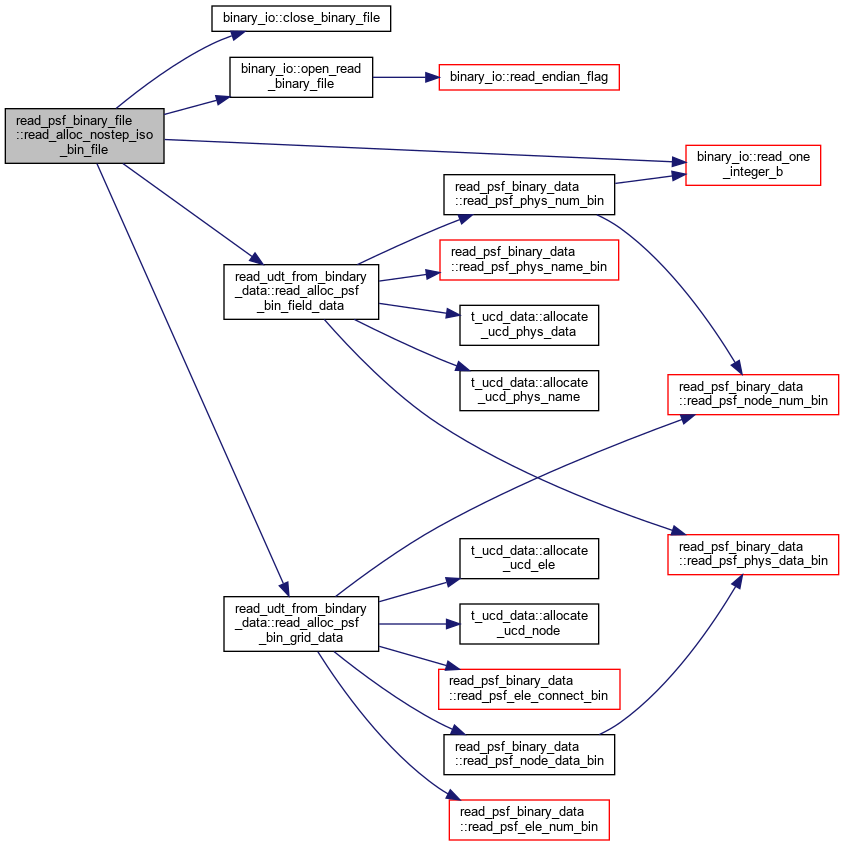 binary_io::close_binary_file
binary_io::open_read
_binary_file
binary_io::read_endian_flag
read_psf_binary_file
::read_alloc_nostep_iso
_bin_file
binary_io::read_one
_integer_b
read_psf_binary_data
::read_psf_phys_num_bin
read_psf_binary_data
::read_psf_phys_name_bin
read_udt_from_bindary
_data::read_alloc_psf
_bin_field_data
t_ucd_data::allocate
_ucd_phys_data
t_ucd_data::allocate
_ucd_phys_name
read_psf_binary_data
::read_psf_node_num_bin
read_psf_binary_data
::read_psf_phys_data_bin
t_ucd_data::allocate
_ucd_ele
read_udt_from_bindary
_data::read_alloc_psf
_bin_grid_data
t_ucd_data::allocate
_ucd_node
read_psf_binary_data
::read_psf_ele_connect_bin
read_psf_binary_data
::read_psf_node_data_bin
read_psf_binary_data
::read_psf_ele_num_bin